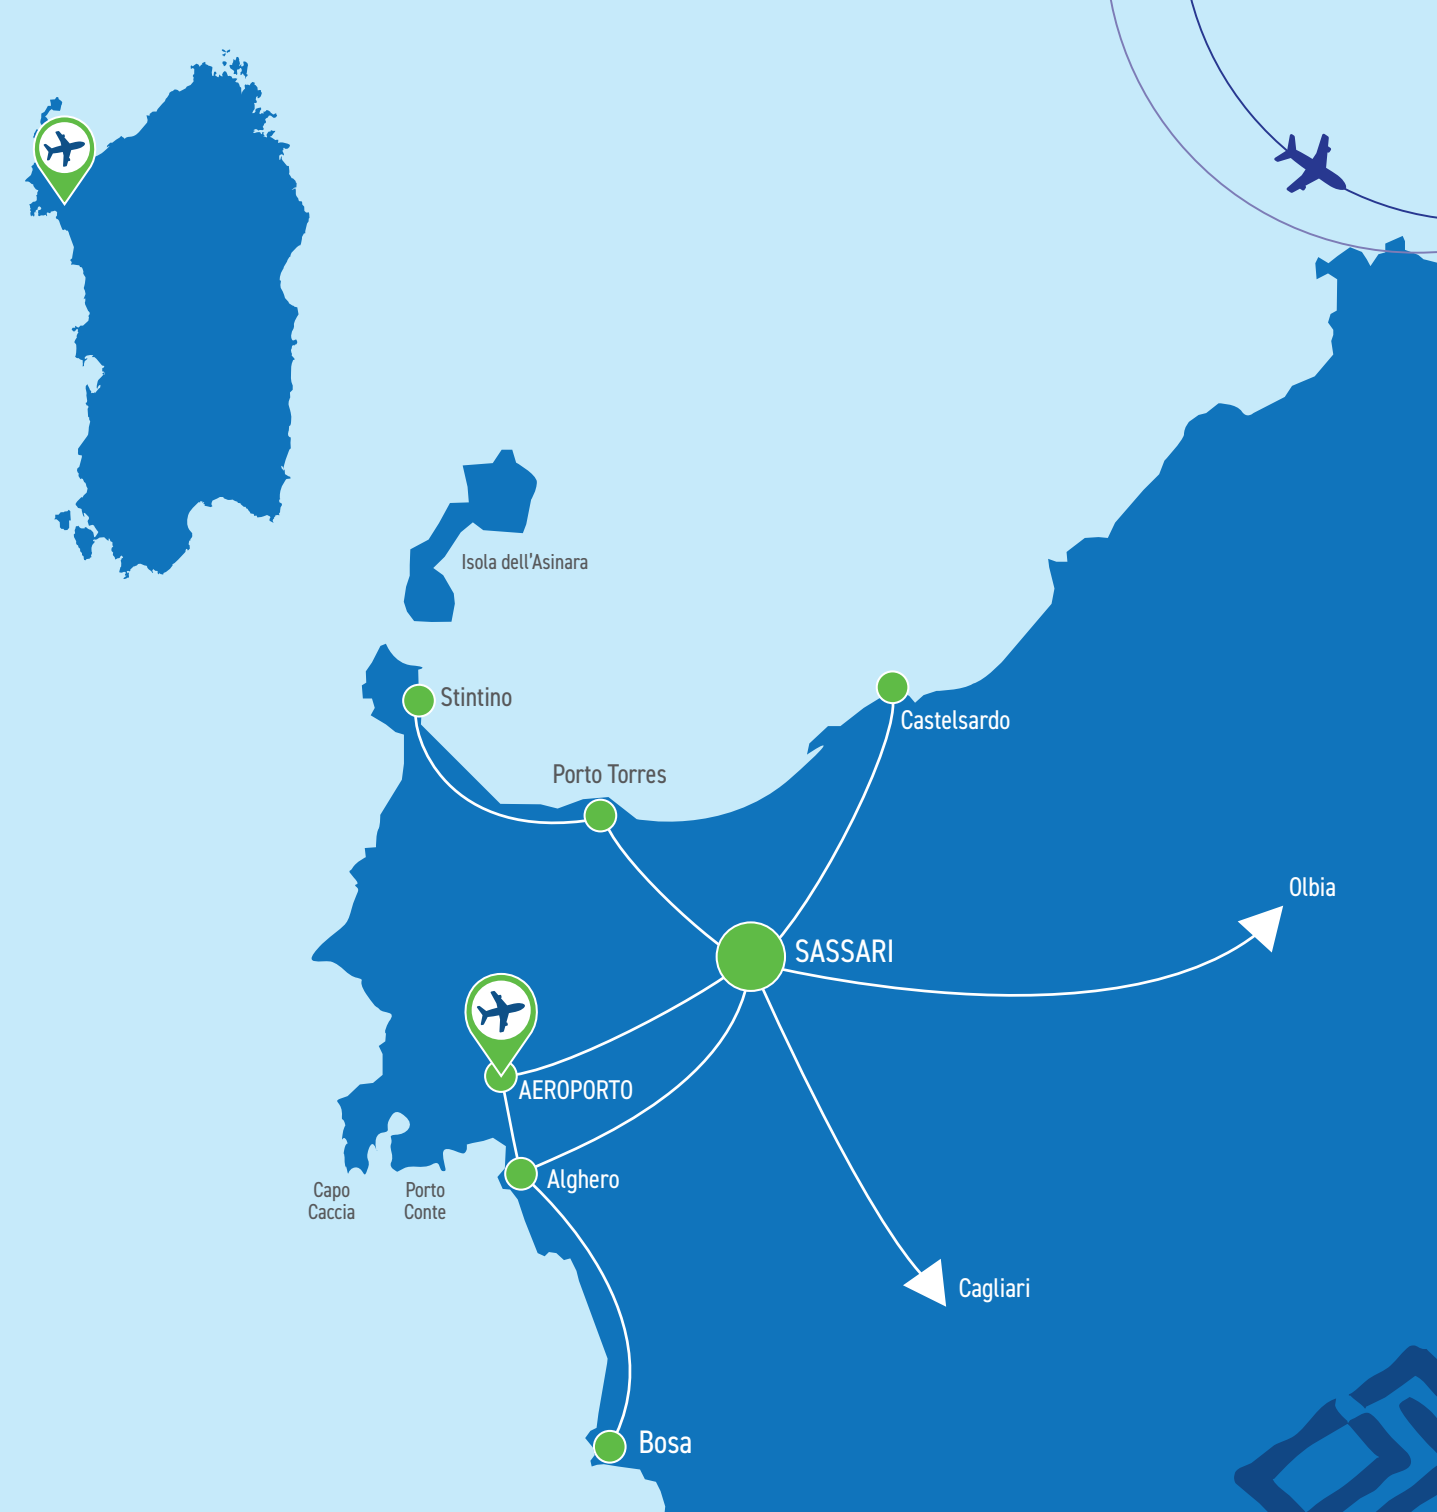 Isola dell'Asinara
Stintino
Castelsardo
Porto Torres
Olbia
SASSARI
AEROPORTO
Alghero
Capo
Caccia
Porto
Conte
Cagliari
Bosa